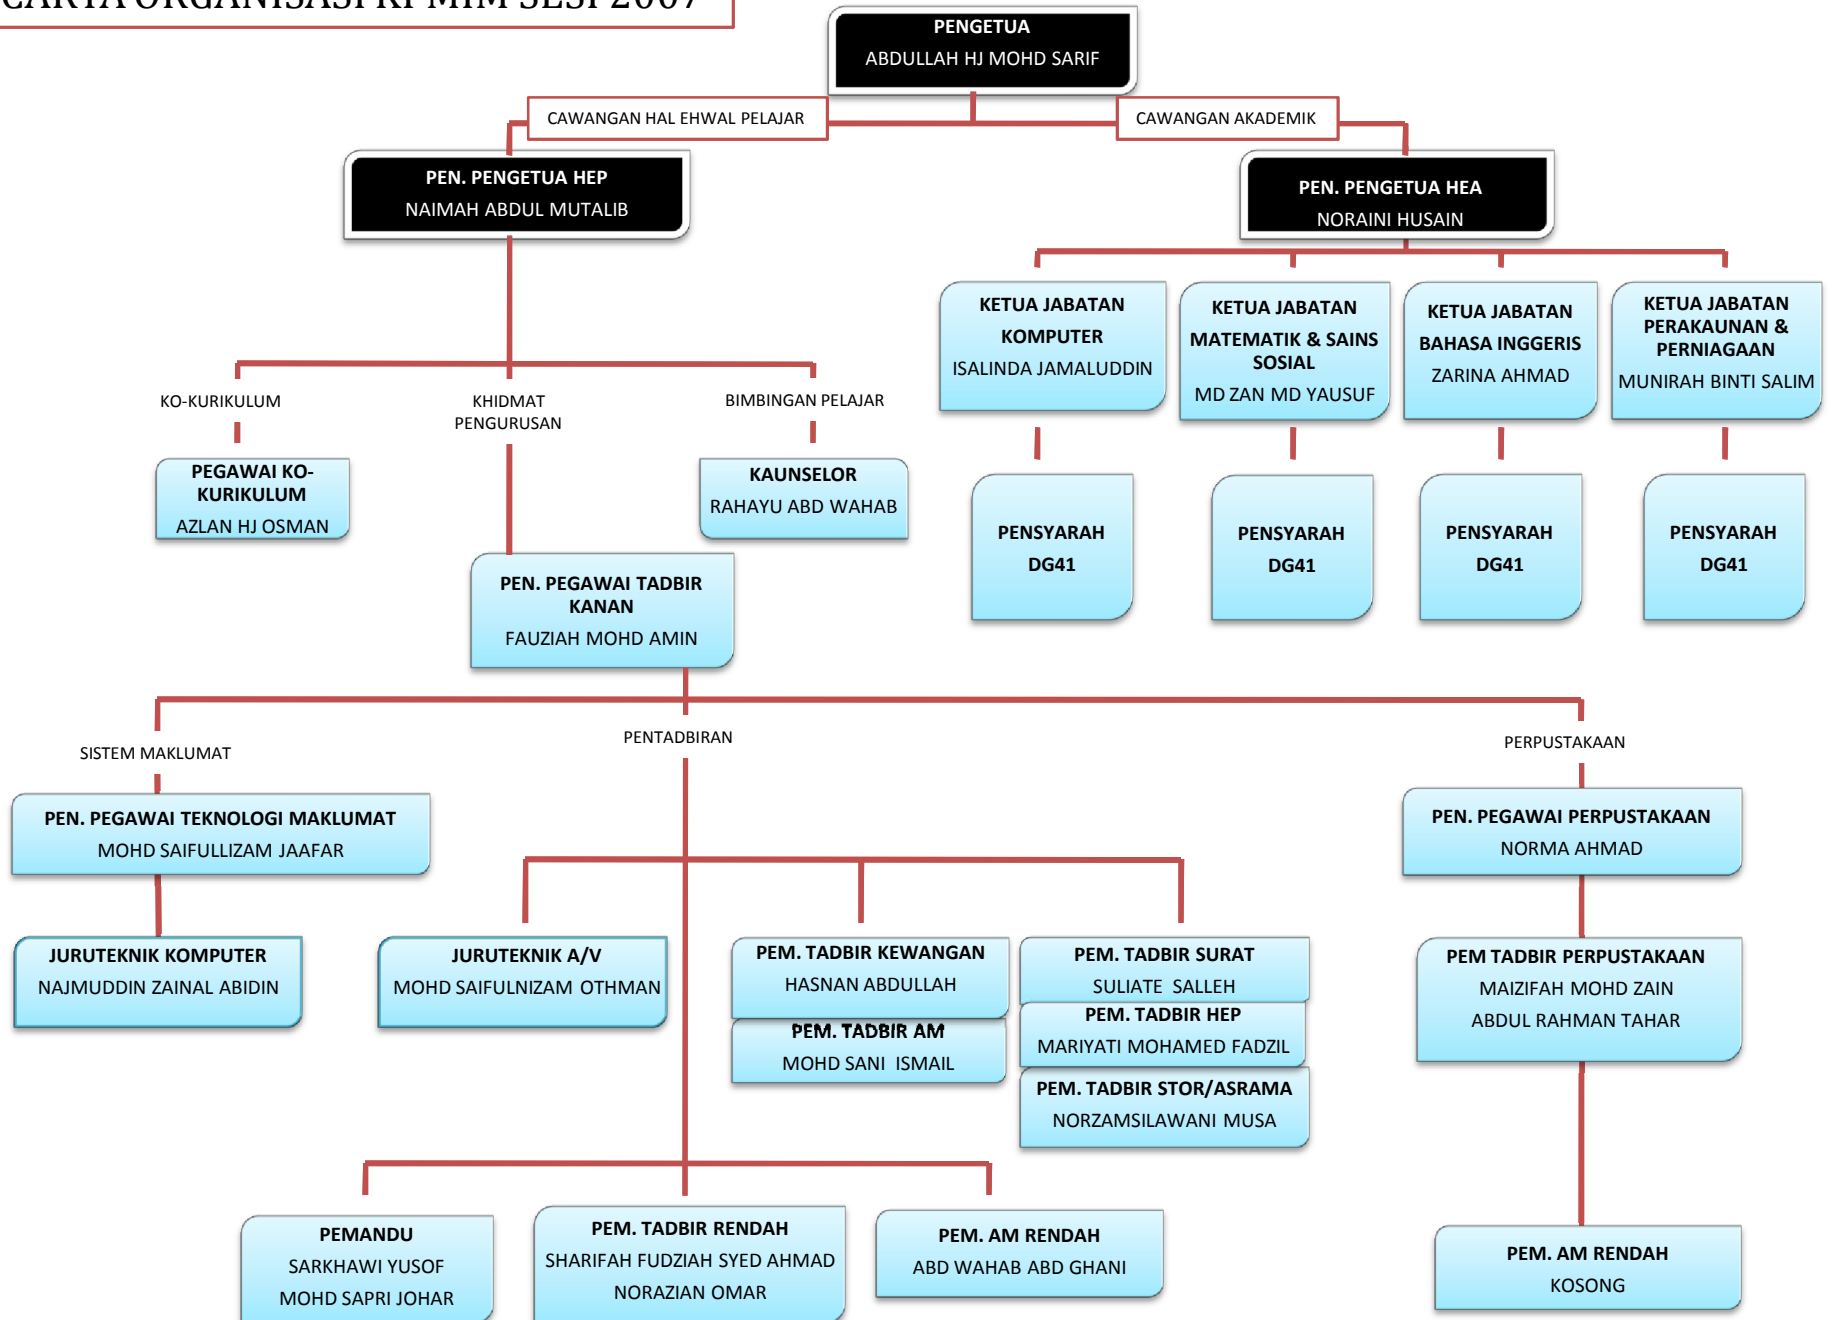 CARTA ORGANISASI KPMIM SESI 2007
PENGETUA
ABDULLAH HJ MOHD SARIF
CAWANGAN HAL EHWAL PELAJAR
CAWANGAN AKADEMIK
PEN. PENGETUA HEP
NAIMAH ABDUL MUTALIB
PEN. PENGETUA HEA
NORAINI HUSAIN
KETUA JABATAN
KOMPUTER
ISALINDA JAMALUDDIN
KETUA JABATAN
MATEMATIK & SAINS
SOSIAL
MD ZAN MD YAUSUF
KETUA JABATAN
BAHASA INGGERIS
ZARINA AHMAD
KETUA JABATAN
PERAKAUNAN &
PERNIAGAAN
MUNIRAH BINTI SALIM
KO-KURIKULUM
KHIDMAT
PENGURUSAN
BIMBINGAN PELAJAR
PEGAWAI KO-
KURIKULUM
AZLAN HJ OSMAN
KAUNSELOR
RAHAYU ABD WAHAB
PENSYARAH
DG41
PENSYARAH
DG41
PENSYARAH
DG41
PENSYARAH
DG41
PEN. PEGAWAI TADBIR
KANAN
FAUZIAH MOHD AMIN
SISTEM MAKLUMAT
PENTADBIRAN
PERPUSTAKAAN
PEN. PEGAWAI TEKNOLOGI MAKLUMAT
MOHD SAIFULLIZAM JAAFAR
PEN. PEGAWAI PERPUSTAKAAN
NORMA AHMAD
JURUTEKNIK KOMPUTER
NAJMUDDIN ZAINAL ABIDIN
JURUTEKNIK A/V
MOHD SAIFULNIZAM OTHMAN
PEM. TADBIR KEWANGAN
HASNAN ABDULLAH
PEM. TADBIR AM
MOHD SANI ISMAIL
PEM. TADBIR SURAT
SULIATE SALLEH
PEM. TADBIR HEP
MARIYATI MOHAMED FADZIL
PEM. TADBIR STOR/ASRAMA
NORZAMSILAWANI MUSA
PEM TADBIR PERPUSTAKAAN
MAIZIFAH MOHD ZAIN
ABDUL RAHMAN TAHAR
PEMANDU
SARKHAWI YUSOF
MOHD SAPRI JOHAR
PEM. TADBIR RENDAH
SHARIFAH FUDZIAH SYED AHMAD
NORAZIAN OMAR
PEM. AM RENDAH
ABD WAHAB ABD GHANI
PEM. AM RENDAH
KOSONG